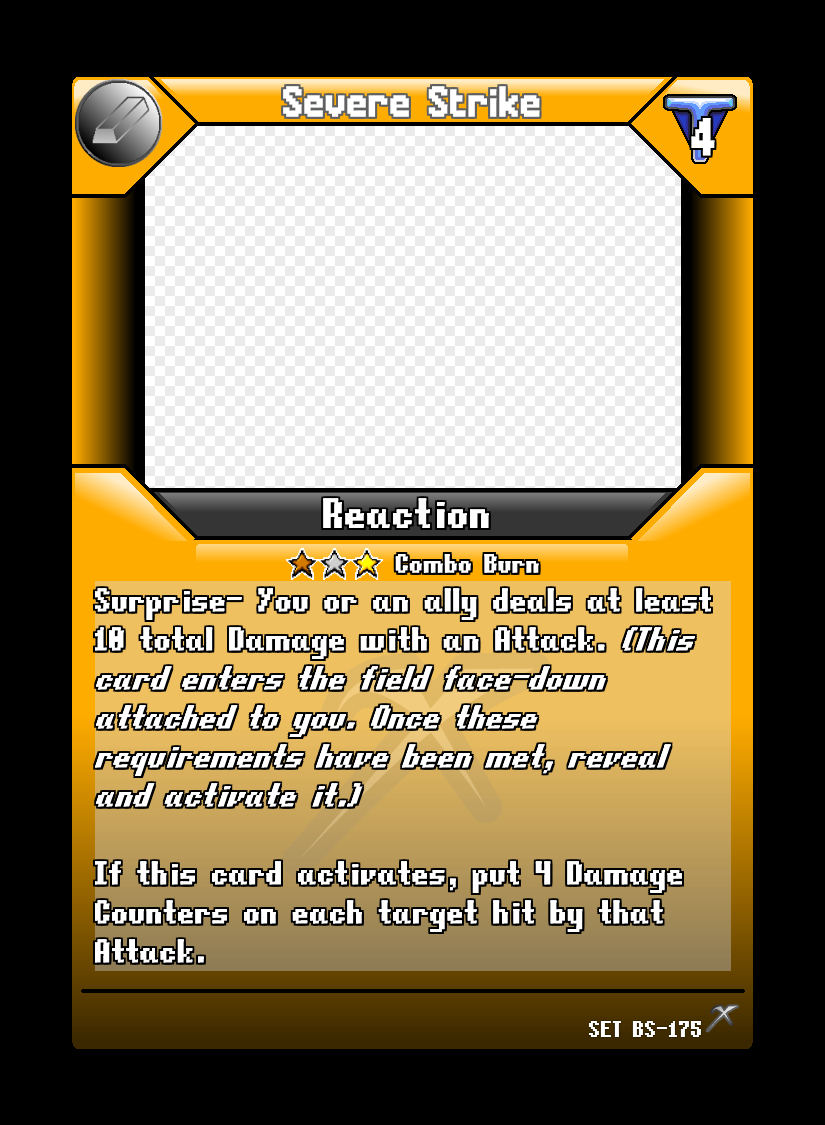 Severe Strike
4
Reaction
Combo Burn
Surprise- You or an ally deals at least
10 total Damage with an Attack. (This
card enters the field face-down
attached to you. Once these
requirements have been met, reveal
and activate it.)
If this card activates, put 4 Damage
Counters on each target hit by that
Attack.
SET BS-175